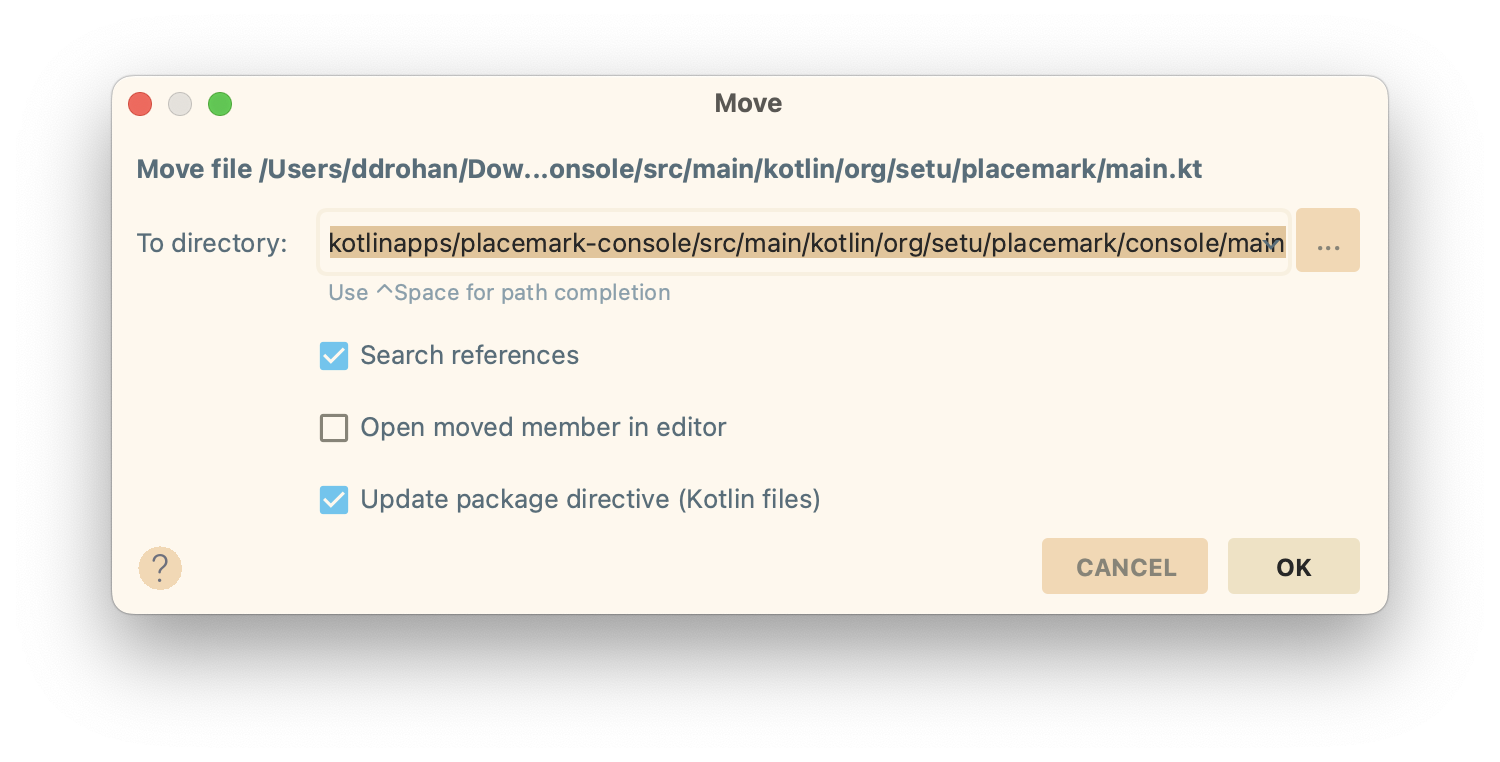 Move
Move file /Users/ddrohan/Dow...onsole/src/main/kotlin/org/setu/placemark/main.kt
To directory: kotlinapps/placemark-console/src/main/kotlin/org/setu/placemark/console/main ...
Use ^Space for path completion
Search references
Open moved member in editor
Update package directive (Kotlin files)
? CANCEL OK